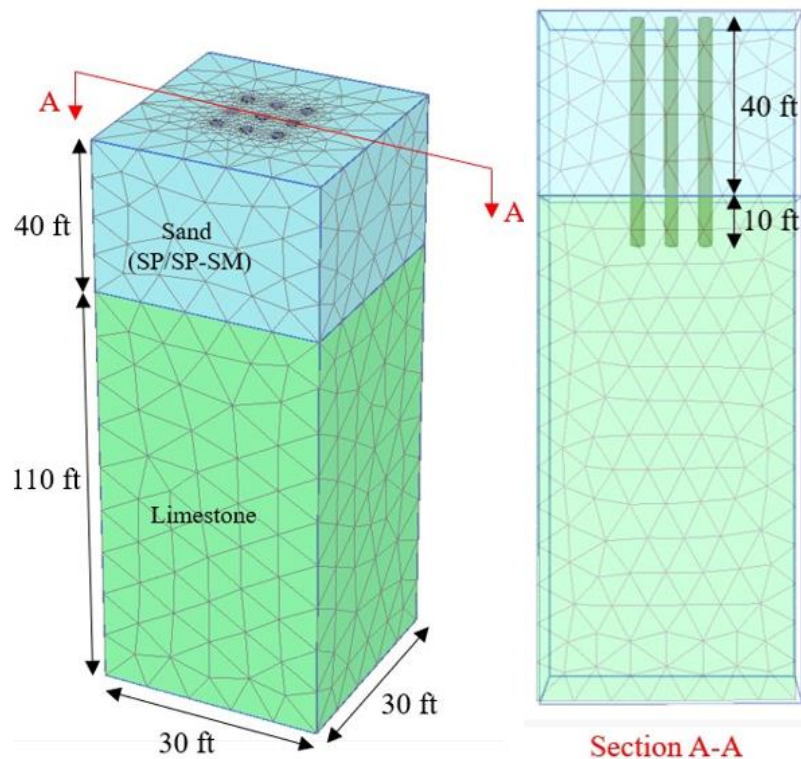 A
A
40 ft
Sand
(SP/SP-SM)
110 ft
Limestone
30 ft
30 ft
40 ft
10 ft
Section A-A